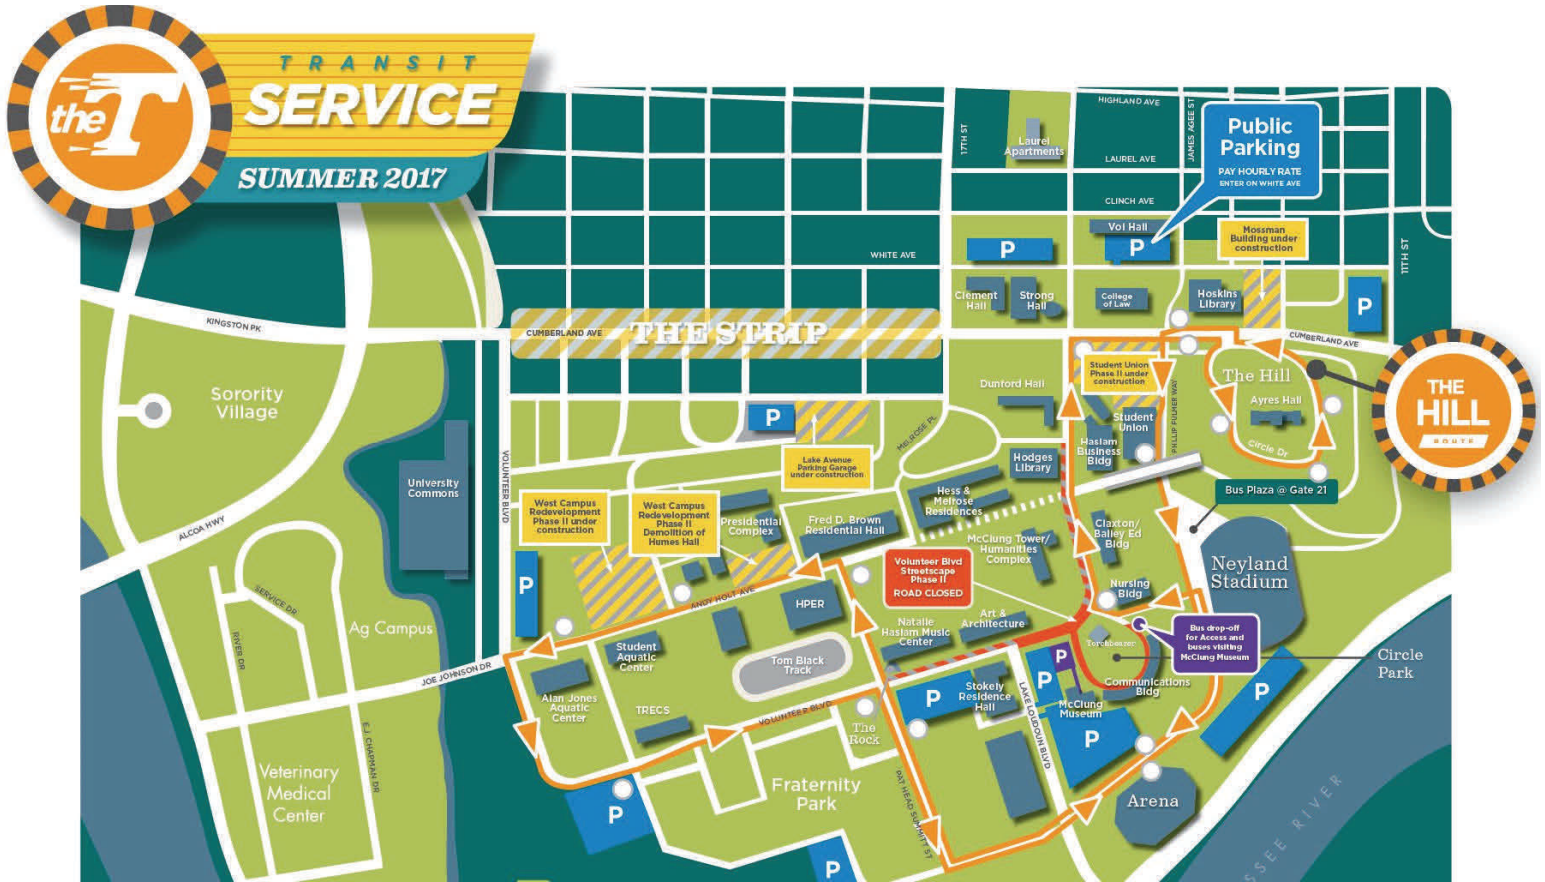 the T
TRANSIT
SERVICE
SUMMER 2017
HIGHLAND AVE
17TH ST
JAMES AGEE ST
Laurel
Apartments
LAUREL AVE
Public
Parking
PAY HOURLY RATE
ENTER ON WHITE AVE
CLINCH AVE
Vol Hall
P
P
Mossman
Building under
construction
11TH ST
WHITE AVE
Clement
Hall
Strong
Hall
College
of Law
Hoskins
Library
P
KINGSTON PK
CUMBERLAND AVE
THE STRIP
CUMBERLAND AVE
Student Union
Phase II under
construction
The Hill
Ayres Hall
Circle Dr
THE
HILL
ROUTE
Sorority
Village
Dunford Hall
PHILLIP FULMER WAY
Student
Union
Haslam
Business
Bldg
P
MELROSE PL
Lake Avenue
Parking Garage
under construction
Hodges
Library
University
Commons
VOLUNTEER BLVD
Bus Plaza @ Gate 21
West Campus
Redevelopment
Phase II under
construction
West Campus
Redevelopment
Phase II
Demolition of
Humes Hall
Presidential
Complex
Fred D. Brown
Residential Hall
Hess &
Melrose
Residences
Claxton/
Bailey Ed
Bldg
McClung Tower/
Humanities
Complex
ALCOA HWY
Neyland
Stadium
Volunteer Blvd
Streetscape
Phase II
ROAD CLOSED
Nursing
Bldg
P
SERVICE DR
ANDY HOLT AVE
HPER
Ag Campus
RIVER DR
Art &
Architecture
Natalie
Haslam Music
Center
Torchbearer
Bus drop-off
for Access and
buses visiting
McClung Museum
Student
Aquatic
Center
Tom Black
Track
P
Circle
Park
JOE JOHNSON DR
Alan Jones
Aquatic
Center
TRECS
P
Stokely
Residence
Hall
P
Communications
Bldg
McClung
Museum
P
VOLUNTEER BLVD
The
Rock
LAKE LOUDOUN BLVD
P
E.J. CHAPMAN DR
Veterinary
Medical
Center
Fraternity
Park
PAT HEAD SUMMITT ST
Arena
P
P
SSEE RIVER